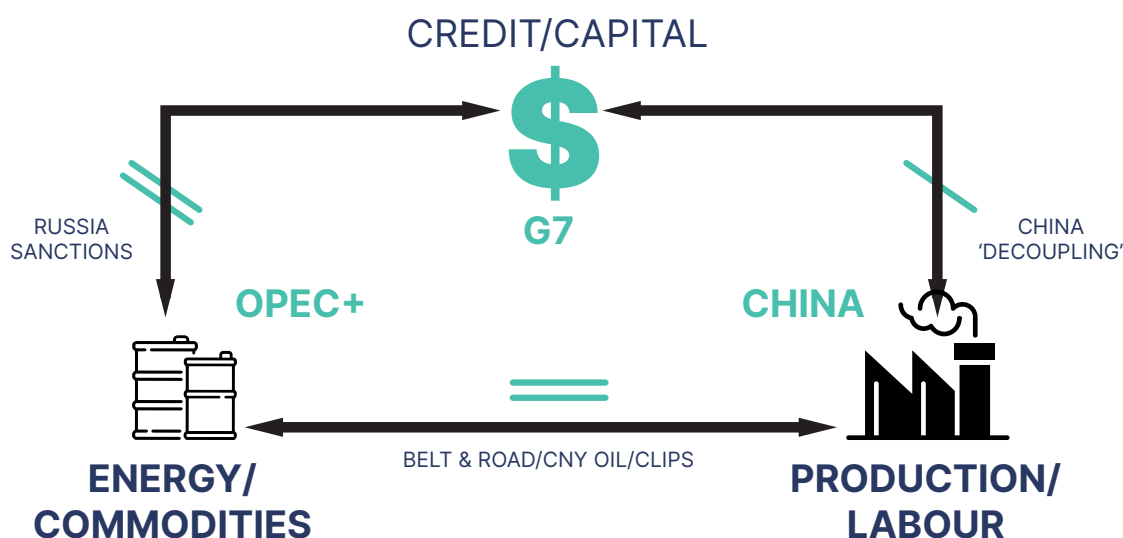 CREDIT/CAPITAL
$
G7
RUSSIA
SANCTIONS
CHINA
‘DECOUPLING’
OPEC+
CHINA
BELT & ROAD/CNY OIL/CLIPS
ENERGY/
COMMODITIES
PRODUCTION/
LABOUR